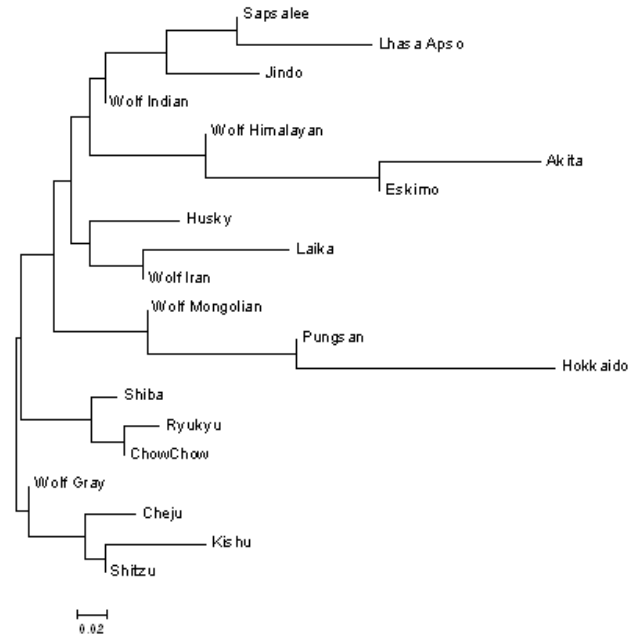 Sapsalee
Lhasa Apso
Jindo
Wolf Indian
Wolf Himalayan
Akita
Eskimo
Husky
Laika
Wolf Iran
Wolf Mongolian
Pungsan
Hokkaido
Shiba
Ryukyu
ChowChow
Wolf Gray
Cheju
Kishu
Shitzu
0.02